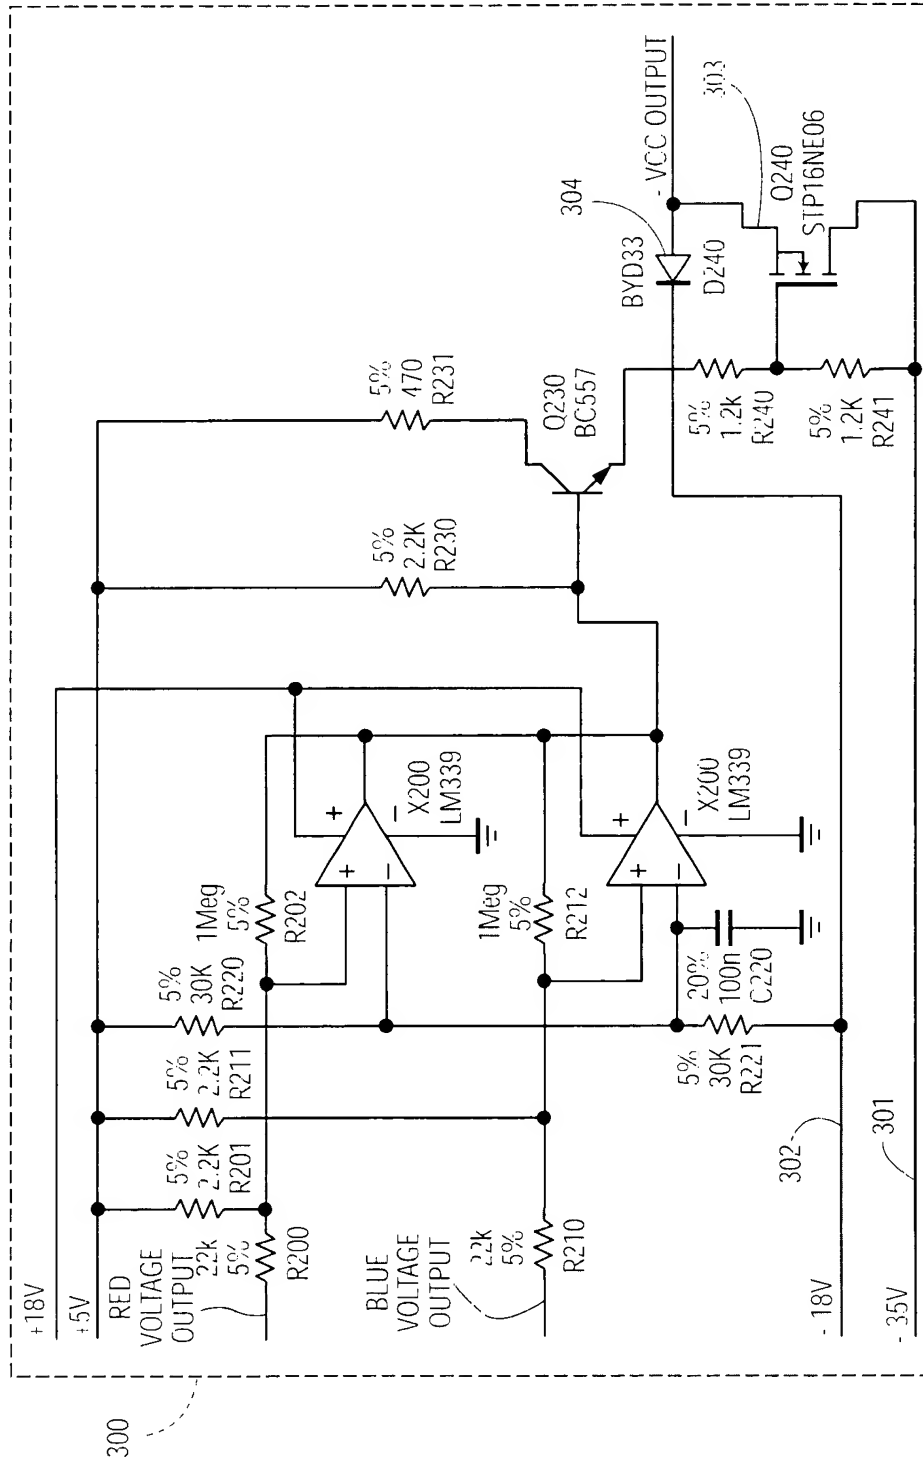 300
+18V
+5V
RED
VOLTAGE
OUTPUT
22k
5%
R200
5%
2.2K
R201
5%
2.2K
R211
5%
30K
R220
1Meg
5%
R202
+
-
+
-
X200
LM339
BLUE
VOLTAGE
OUTPUT
22k
5%
R210
1Meg
5%
R212
+
-
+
-
X200
LM339
20%
100n
C220
5%
30K
R221
5%
2.2K
R230
5%
470
R231
Q230
BC557
5%
1.2k
R240
5%
1.2K
R241
BYD33
304
D240
- VCC OUTPUT
303
Q240
STP16NE06
302
- 18V
301
- 35V